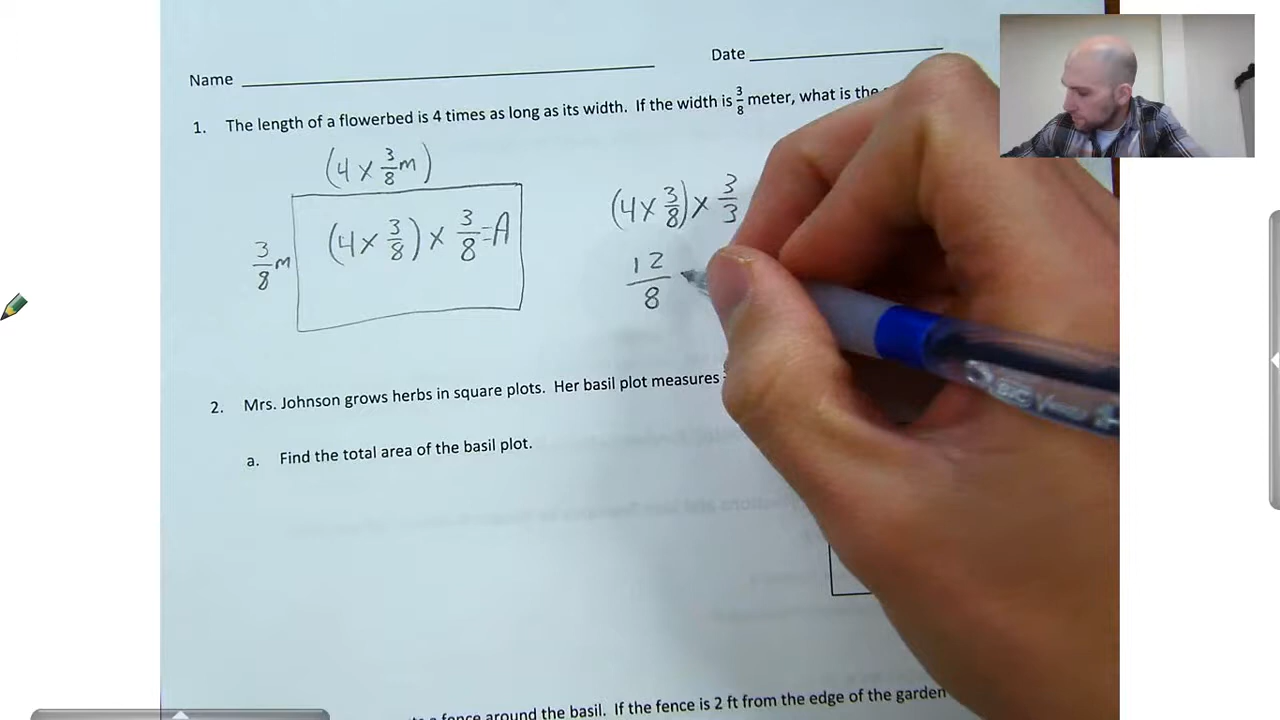 Name
Date
1. The length of a flowerbed is 4 times as long as its width. If the width is 3/8 meter, what is the
(4 x 3/8 m)
3/8 m
(4 x 3/8) x 3/8 = A
(4 x 3/8) x 3/3
12/8
2. Mrs. Johnson grows herbs in square plots. Her basil plot measures
a. Find the total area of the basil plot.
fence around the basil. If the fence is 2 ft from the edge of the garden
BIC